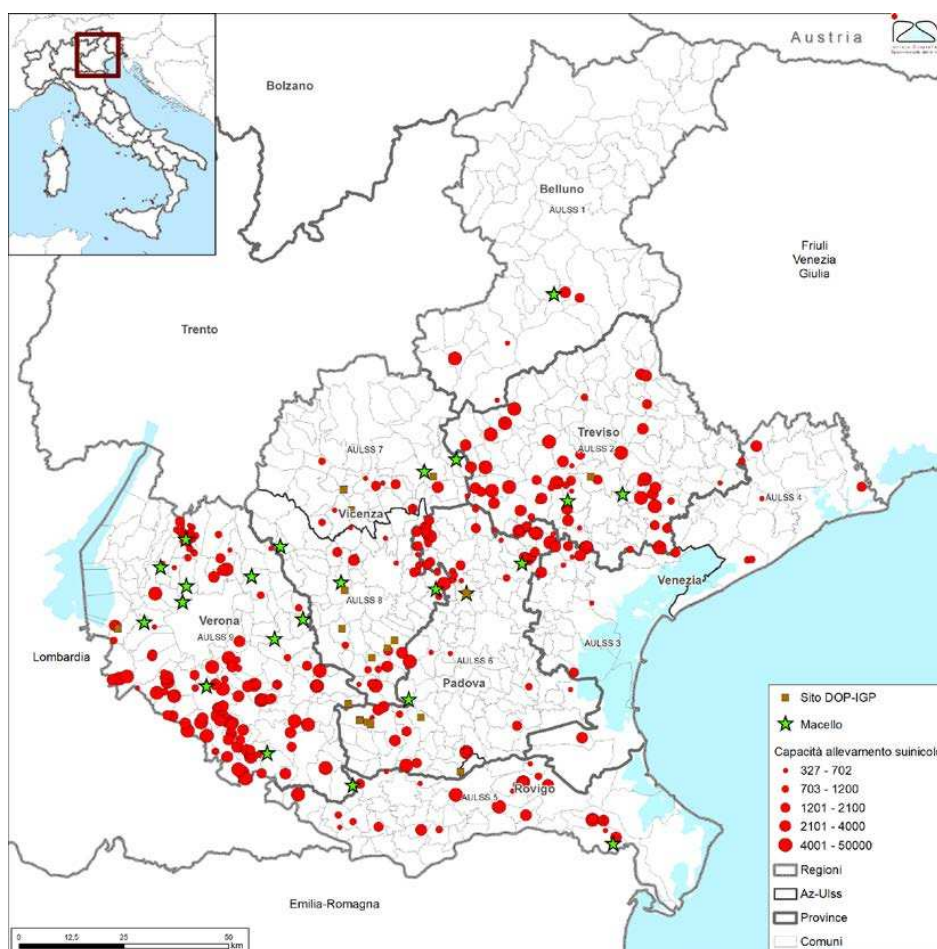 Austria
Bolzano
Belluno
AULSS 1
Friuli
Venezia
Giulia
Trento
Treviso
AULSS 2
AULSS 7
AULSS 4
Vicenza
Venezia
AULSS 8
Verona
AULSS 9
AULSS 3
Lombardia
AULSS 6
Padova
Rovigo
AULSS 5
Emilia-Romagna
Sito DOP-IGP
Macello
Capacità allevamento suinicolo
327 - 702
703 - 1200
1201 - 2100
2101 - 4000
4001 - 50000
Regioni
Az-Ulss
Province
Comuni
0 12,5 25 50
km